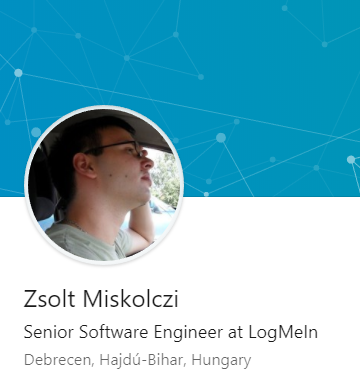 Zsolt Miskolczi
Senior Software Engineer at LogMeIn
Debrecen, Hajdú-Bihar, Hungary